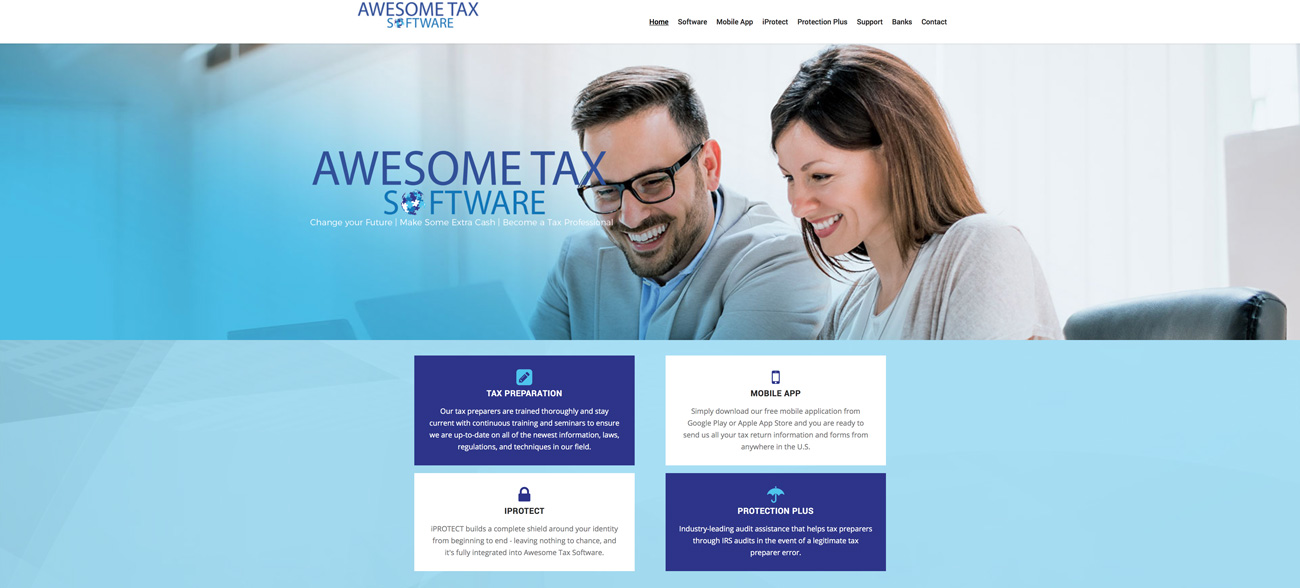 AWESOME TAX
SOFTWARE
Home Software Mobile App iProtect Protection Plus Support Banks Contact
AWESOME TAX
SOFTWARE
Change your Future | Make Some Extra Cash | Become a Tax Professional
TAX PREPARATION
Our tax preparers are trained thoroughly and stay
current with continuous training and seminars to ensure
we are up-to-date on all of the newest information, laws,
regulations, and techniques in our field.
MOBILE APP
Simply download our free mobile application from
Google Play or Apple App Store and you are ready to
send us all your tax return information and forms from
anywhere in the U.S.
IPROTECT
iPROTECT builds a complete shield around your identity
from beginning to end - leaving nothing to chance, and
it's fully integrated into Awesome Tax Software.
PROTECTION PLUS
Industry-leading audit assistance that helps tax preparers
through IRS audits in the event of a legitimate tax
preparer error.